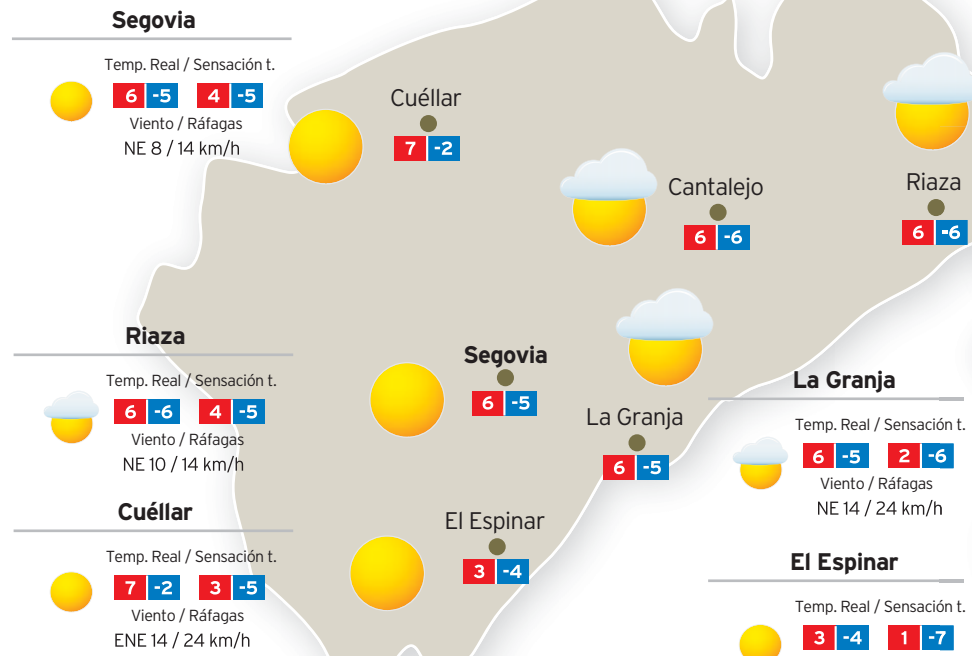 Segovia
Temp. Real / Sensación t.
6 -5 4 -5
Viento / Ráfagas
NE 8 / 14 km/h
Cuéllar
7 -2
Cantalejo
6 -6
Riaza
6 -6
Riaza
Temp. Real / Sensación t.
6 -6 4 -5
Viento / Ráfagas
NE 10 / 14 km/h
Segovia
6 -5
La Granja
6 -5
La Granja
Temp. Real / Sensación t.
6 -5 2 -6
Viento / Ráfagas
NE 14 / 24 km/h
Cuéllar
Temp. Real / Sensación t.
7 -2 3 -5
Viento / Ráfagas
ENE 14 / 24 km/h
El Espinar
3 -4
El Espinar
Temp. Real / Sensación t.
3 -4 1 -7